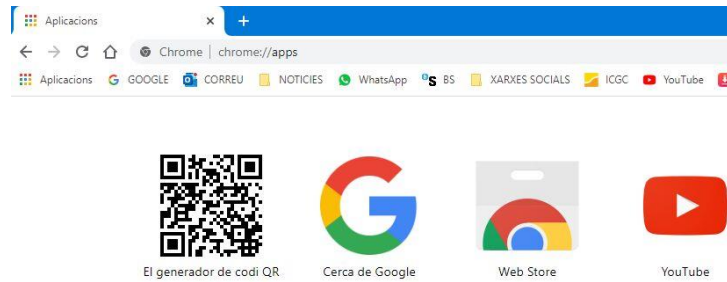 Aplicacions
Chrome | chrome://apps
Aplicacions GOOGLE CORREU NOTICIES WhatsApp BS XARXES SOCIALS ICGC YouTube
El generador de codi QR Cerca de Google Web Store YouTube